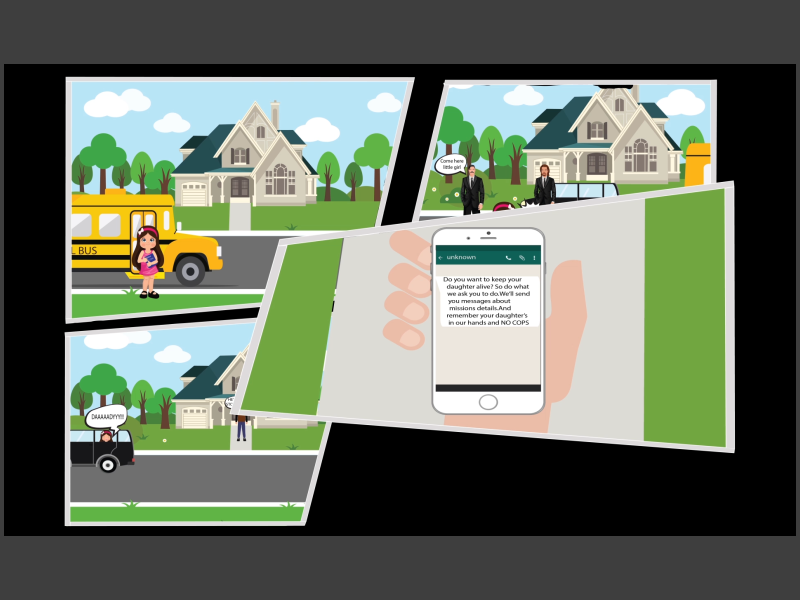 L BUS
Come here
little girl
unknown
Do you want to keep your
daughter alive? So do what
we ask you to do.We'll send
you messages about
missions details.And
remember your daughter's
in our hands and NO COPS
DAAAAADYYY!!!